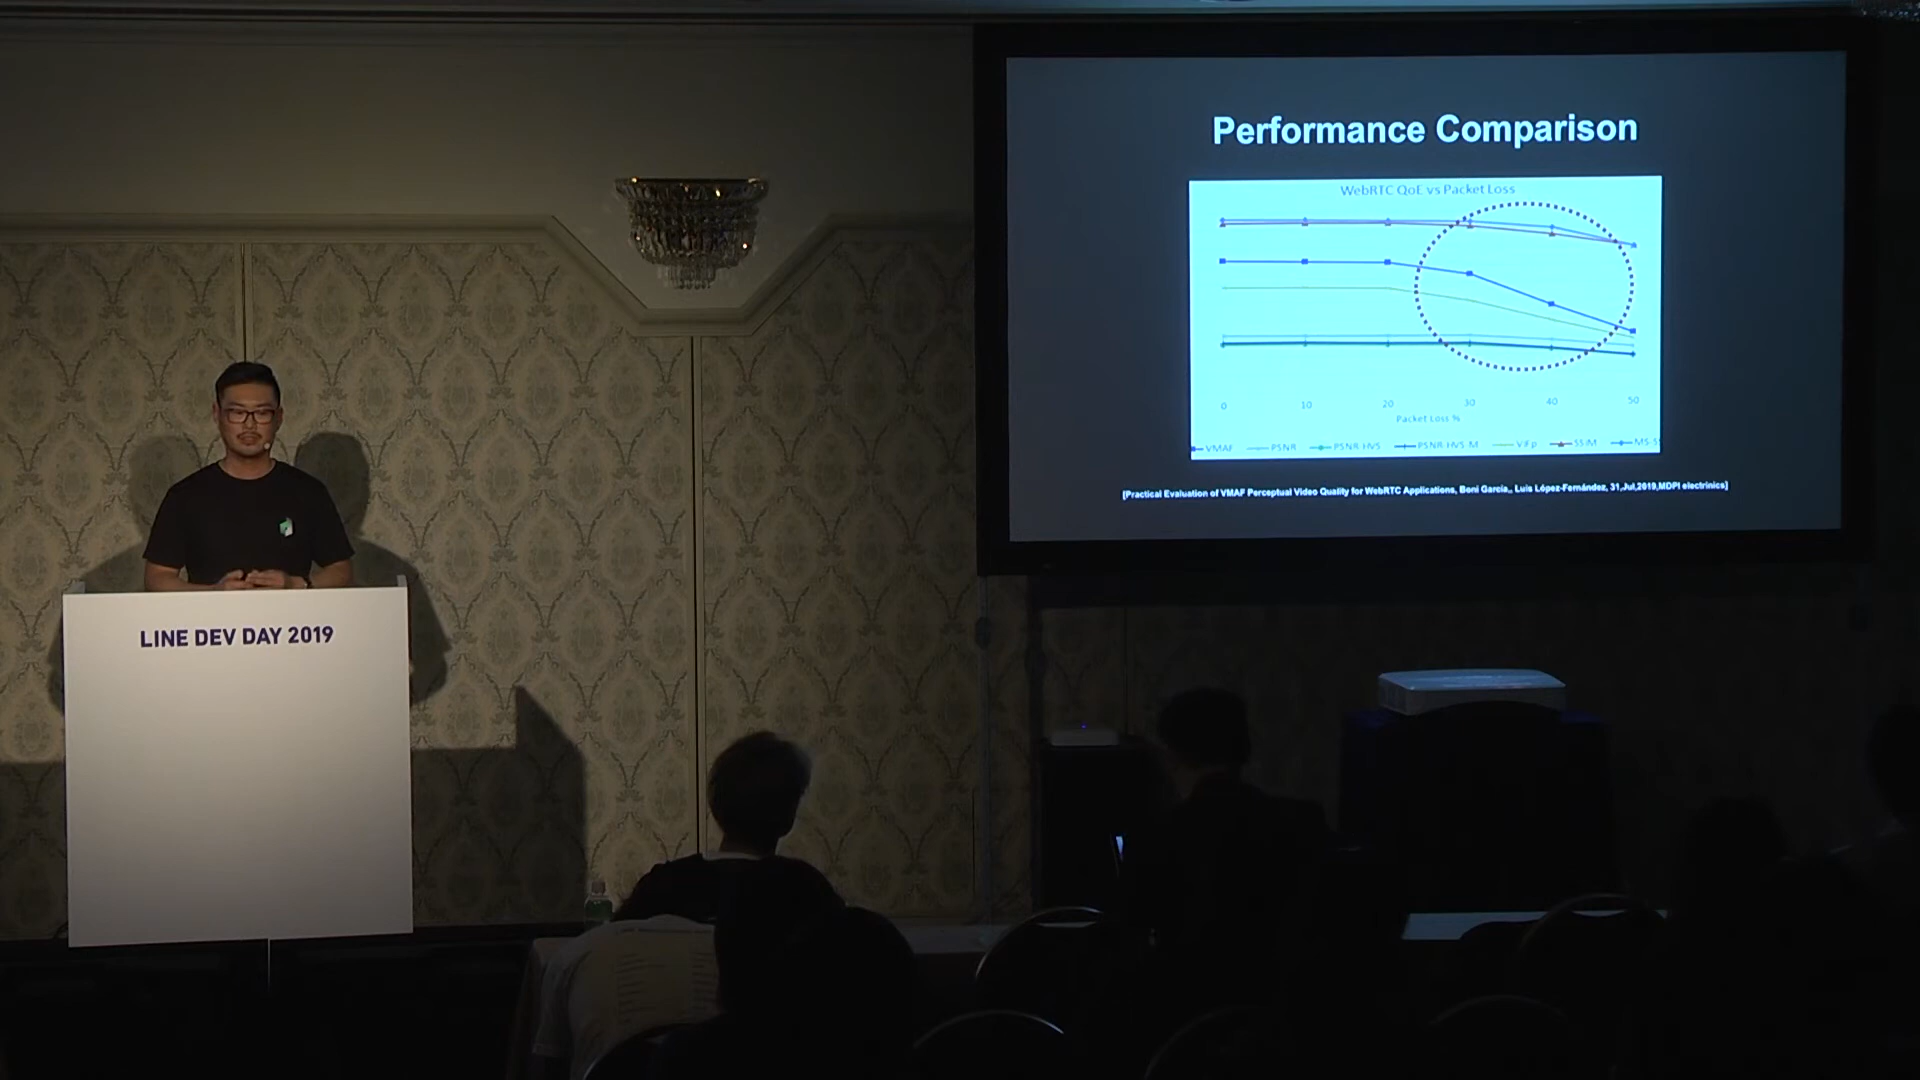 Performance Comparison
WebRTC QoE vs Packet Loss
0 10 20 30 40 50
Packet Loss %
VMAF PSNR PSNR-HVS PSNR-HVS-M VIFp SSIM MS-S
[Practical Evaluation of VMAF Perceptual Video Quality for WebRTC Applications, Boni García,, Luis López-Fernández, 31,Jul,2019,MDPI electrinics]
LINE DEV DAY 2019